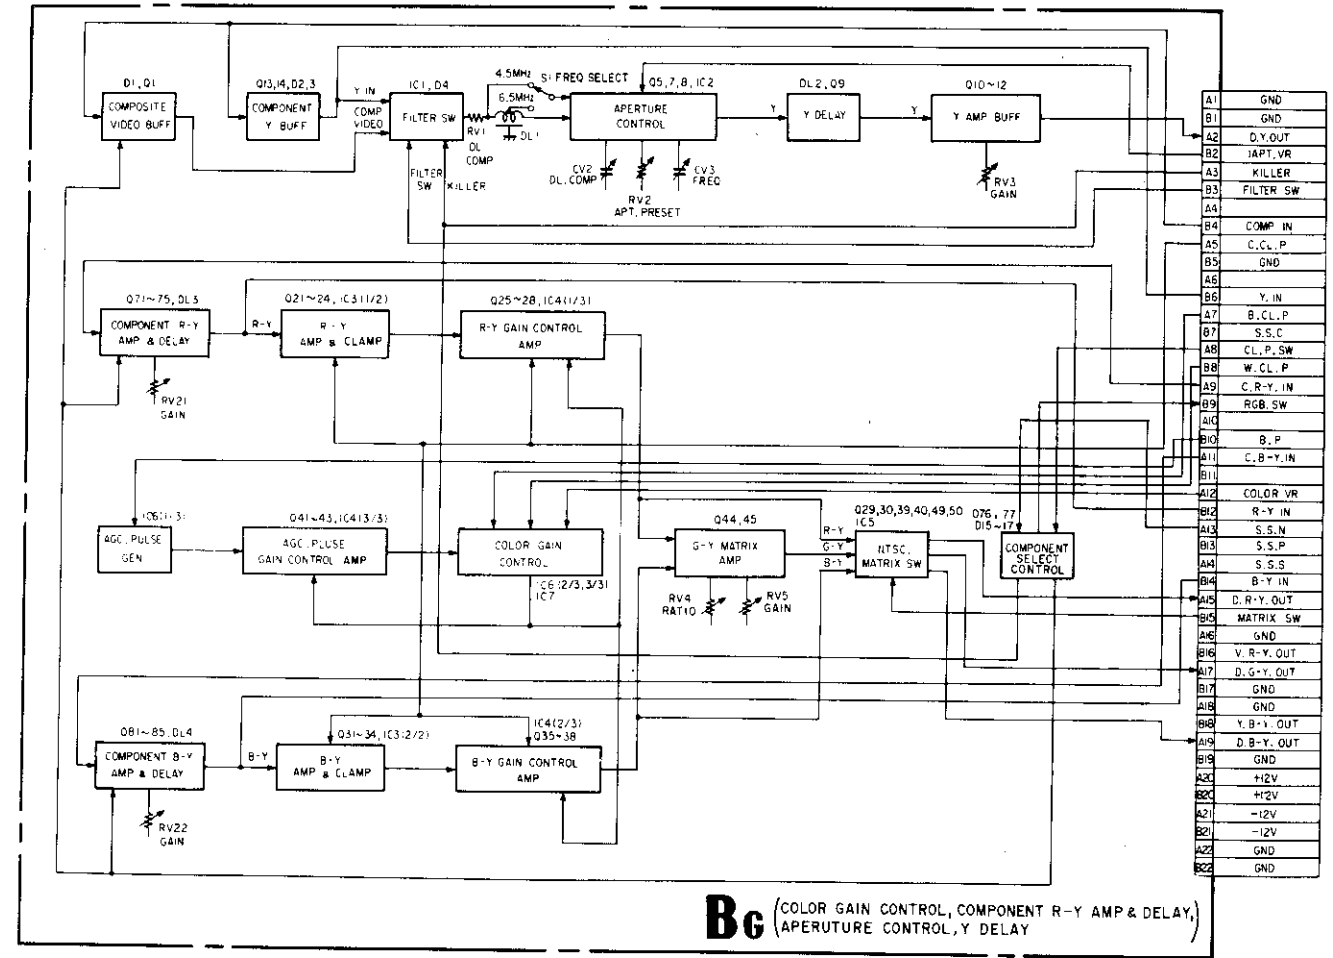 D1, Q1
COMPOSITE
VIDEO BUFF
Q13, 14, D2, 3
COMPONENT
Y BUFF
Y IN
COMP
VIDEO
IC1, D4
FILTER SW
FILTER
SW
KILLER
RV1
DL
COMP
4.5MHz
6.5MHz
S1 FREQ SELECT
DL1
Q5, 7, 8, IC2
APERTURE
CONTROL
CV2
DL. COMP
RV2
APT. PRESET
CV3
FREQ
Y
DL2, Q9
Y DELAY
Y
Q10~12
Y AMP BUFF
RV3
GAIN
Q71~75, DL3
COMPONENT R-Y
AMP & DELAY
RV21
GAIN
R-Y
Q21~24, IC3(1/2)
R-Y
AMP & CLAMP
Q25~28, IC4(1/3)
R-Y GAIN CONTROL
AMP
AGC. PULSE
GEN
Q41~43, IC4(3/3)
AGC. PLUSE
GAIN CONTROL AMP
COLOR GAIN
CONTROL
IC6(2/3, 3/3)
IC7
Q44, 45
G-Y MATRIX
AMP
RV4
RATIO
RV5
GAIN
R-Y
G-Y
B-Y
Q29, 30, 39, 40, 49, 50
IC5
NTSC.
MATRIX SW
D76, 77
D15~17
COMPONENT
SELECT
CONTROL
Q81~85, DL4
COMPONENT B-Y
AMP & DELAY
RV22
GAIN
B-Y
Q31~34, IC3(2/2)
B-Y
AMP & CLAMP
IC4(2/3)
Q35~38
B-Y GAIN CONTROL
AMP
A1 GND
B1 GND
A2 D.Y.OUT
B2 IAPT. VR
A3 KILLER
B3 FILTER SW
A4
B4 COMP IN
A5 C.CL.P
B5 GND
A6
B6 Y. IN
A7 B.CL.P
B7 S.S.C
A8 CL.P.SW
B8 W.CL.P
A9 C.R-Y.IN
B9 RGB.SW
A10
B10 B.P
A11 C.B-Y.IN
B11
A12 COLOR VR
B12 R-Y IN
A13 S.S.N
B13 S.S.P
A14 S.S.S
B14 B-Y IN
A15 D.R-Y.OUT
B15 MATRIX SW
A16 GND
B16 V.R-Y.OUT
A17 D.G-Y.OUT
B17 GND
A18 GND
B18 Y.B-Y.OUT
A19 D.B-Y.OUT
B19 GND
A20 +12V
B20 +12V
A21 -12V
B21 -12V
A22 GND
B22 GND
BG (COLOR GAIN CONTROL, COMPONENT R-Y AMP & DELAY,
APERUTURE CONTROL, Y DELAY)